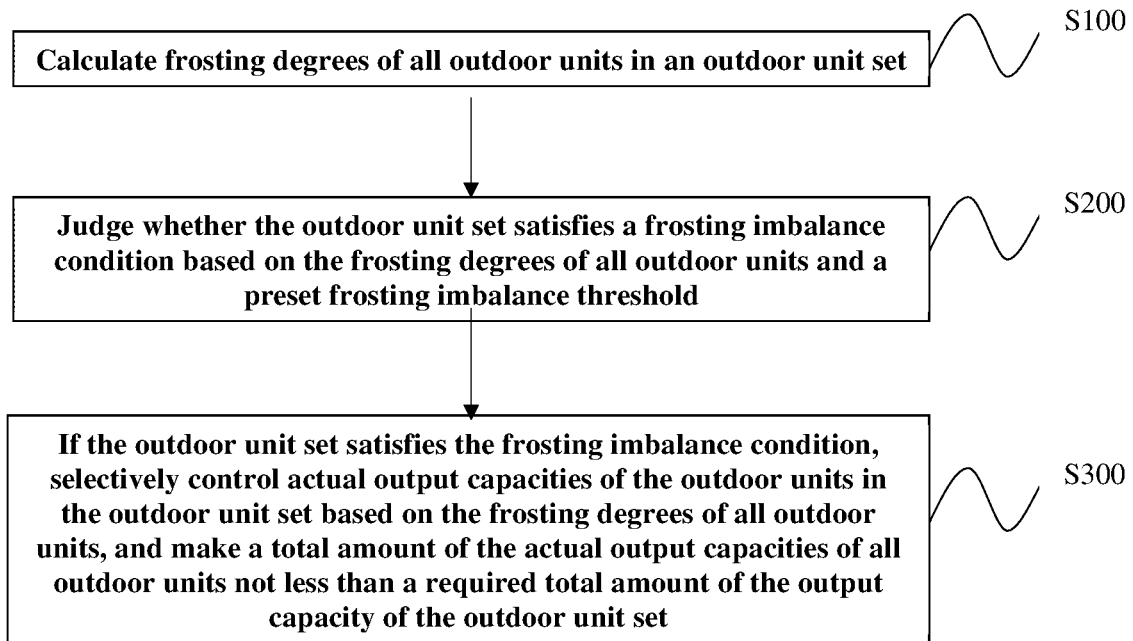 S100
Calculate frosting degrees of all outdoor units in an outdoor unit set
S200
Judge whether the outdoor unit set satisfies a frosting imbalance
condition based on the frosting degrees of all outdoor units and a
preset frosting imbalance threshold
If the outdoor unit set satisfies the frosting imbalance condition,
selectively control actual output capacities of the outdoor units in
the outdoor unit set based on the frosting degrees of all outdoor
units, and make a total amount of the actual output capacities of all
outdoor units not less than a required total amount of the output
capacity of the outdoor unit set
S300